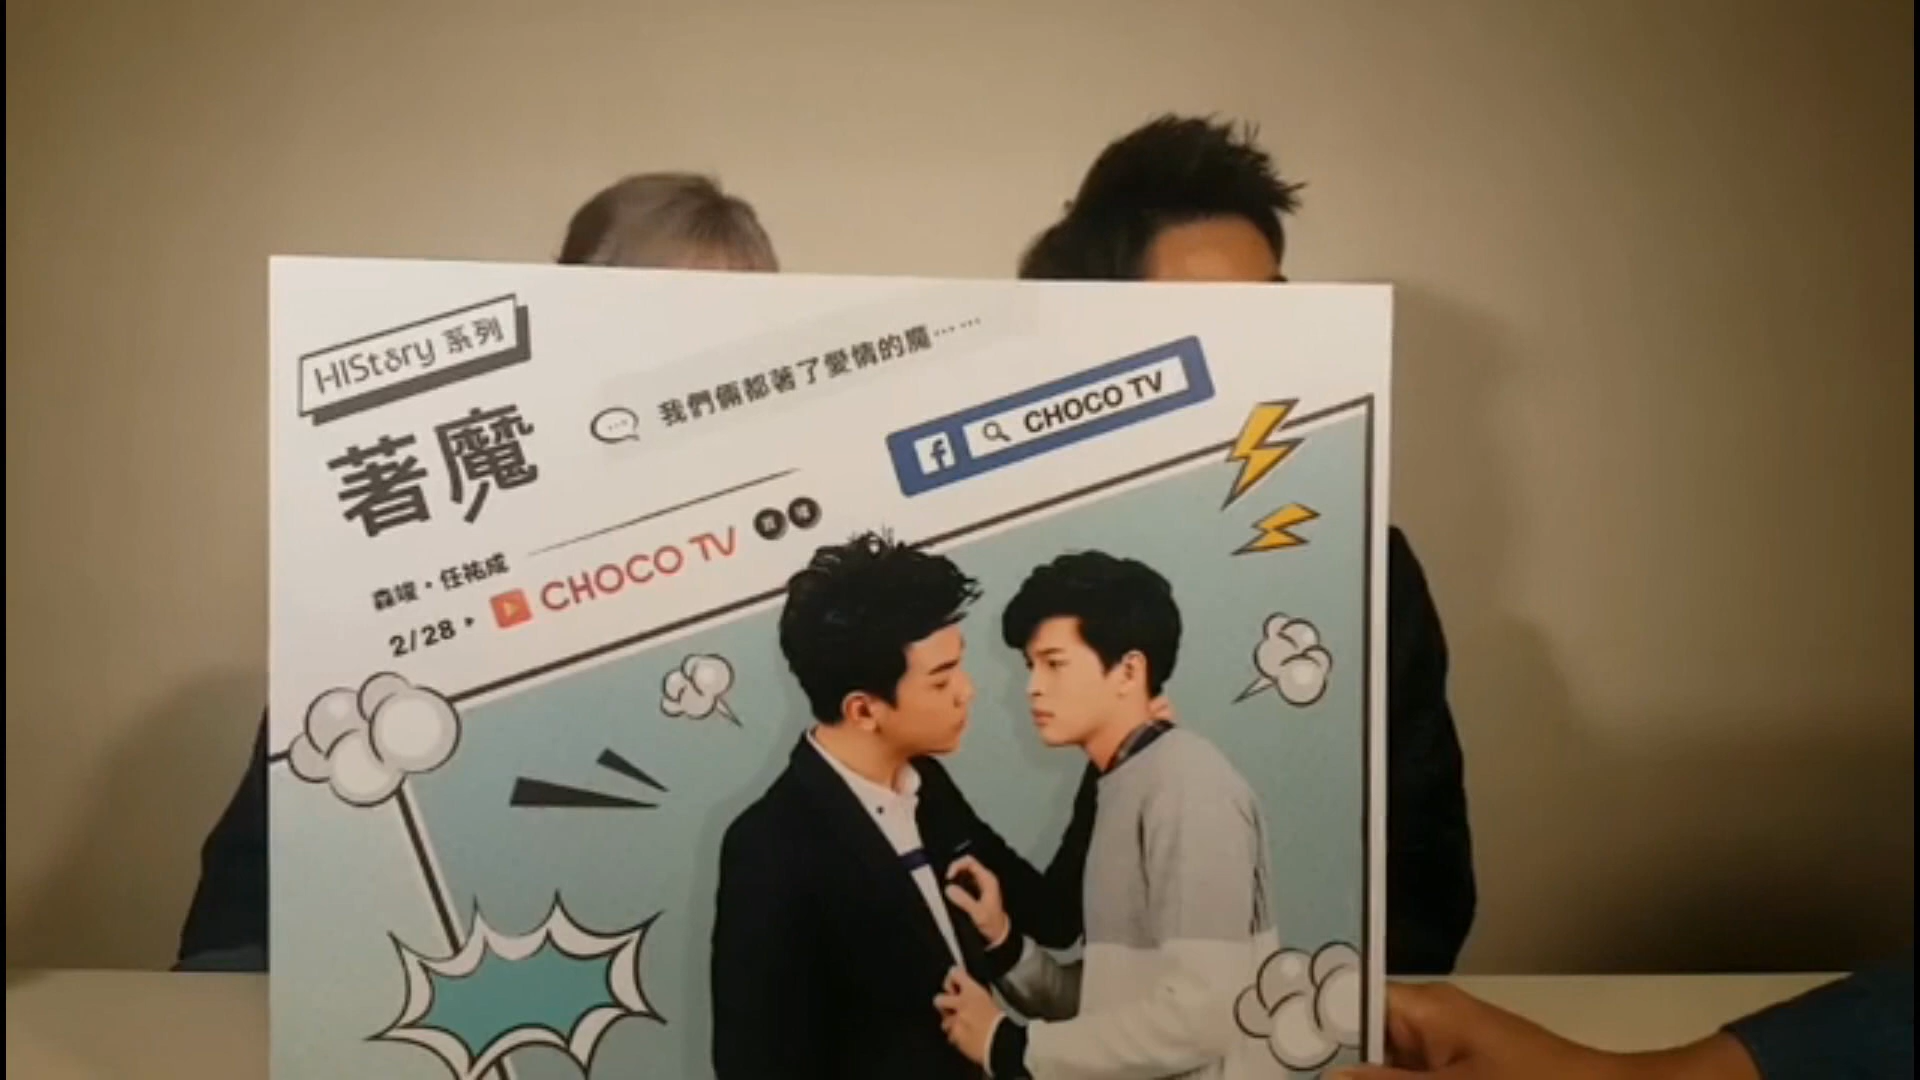 HIStory 系列
著魔
我們倆都著了愛情的魔⋯⋯
f CHOCO TV
森竣・任祐成
2/28 CHOCO TV